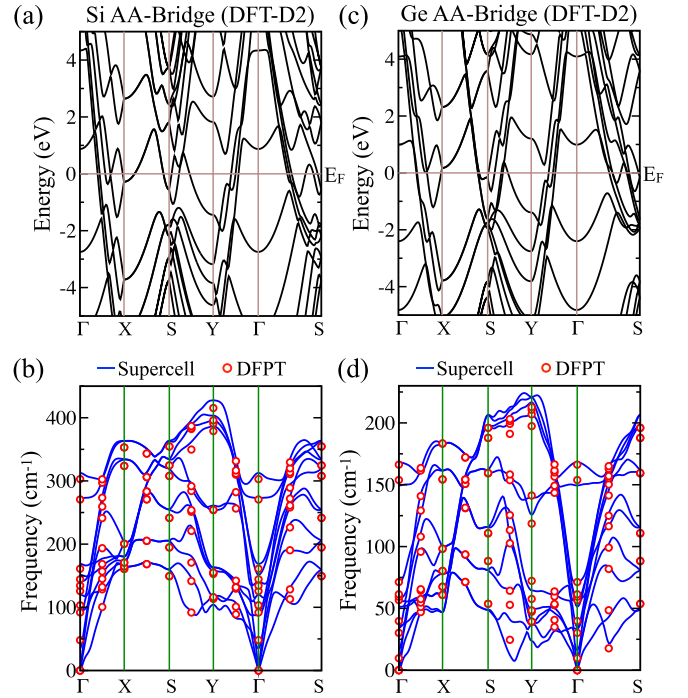 (a) Si AA-Bridge (DFT-D2)
Energy (eV)
4
2
0
-2
-4
E_F
Γ X S Y Γ S
(c) Ge AA-Bridge (DFT-D2)
Energy (eV)
4
2
0
-2
-4
E_F
Γ X S Y Γ S
(b) Supercell DFPT
Frequency (cm⁻¹)
400
300
200
100
0
Γ X S Y Γ S
(d) Supercell DFPT
Frequency (cm⁻¹)
200
150
100
50
0
Γ X S Y Γ S